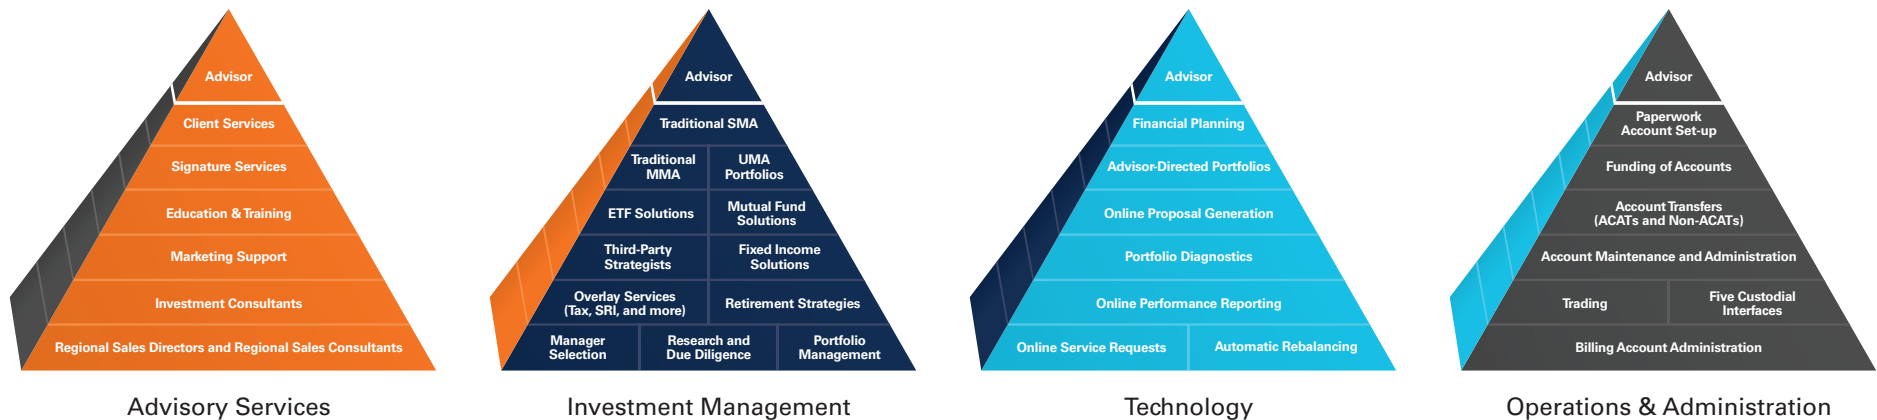 Advisor
Client Services
Signature Services
Education & Training
Marketing Support
Investment Consultants
Regional Sales Directors and Regional Sales Consultants
Advisory Services
Advisor
Traditional SMA
Traditional
MMA
UMA
Portfolios
ETF Solutions
Mutual Fund
Solutions
Third-Party
Strategists
Fixed Income
Solutions
Overlay Services
(Tax, SRI, and more)
Retirement Strategies
Manager
Selection
Research and
Due Diligence
Portfolio
Management
Investment Management
Advisor
Financial Planning
Advisor-Directed Portfolios
Online Proposal Generation
Portfolio Diagnostics
Online Performance Reporting
Online Service Requests
Automatic Rebalancing
Technology
Advisor
Paperwork
Account Set-up
Funding of Accounts
Account Transfers
(ACATs and Non-ACATs)
Account Maintenance and Administration
Trading
Five Custodial
Interfaces
Billing Account Administration
Operations & Administration